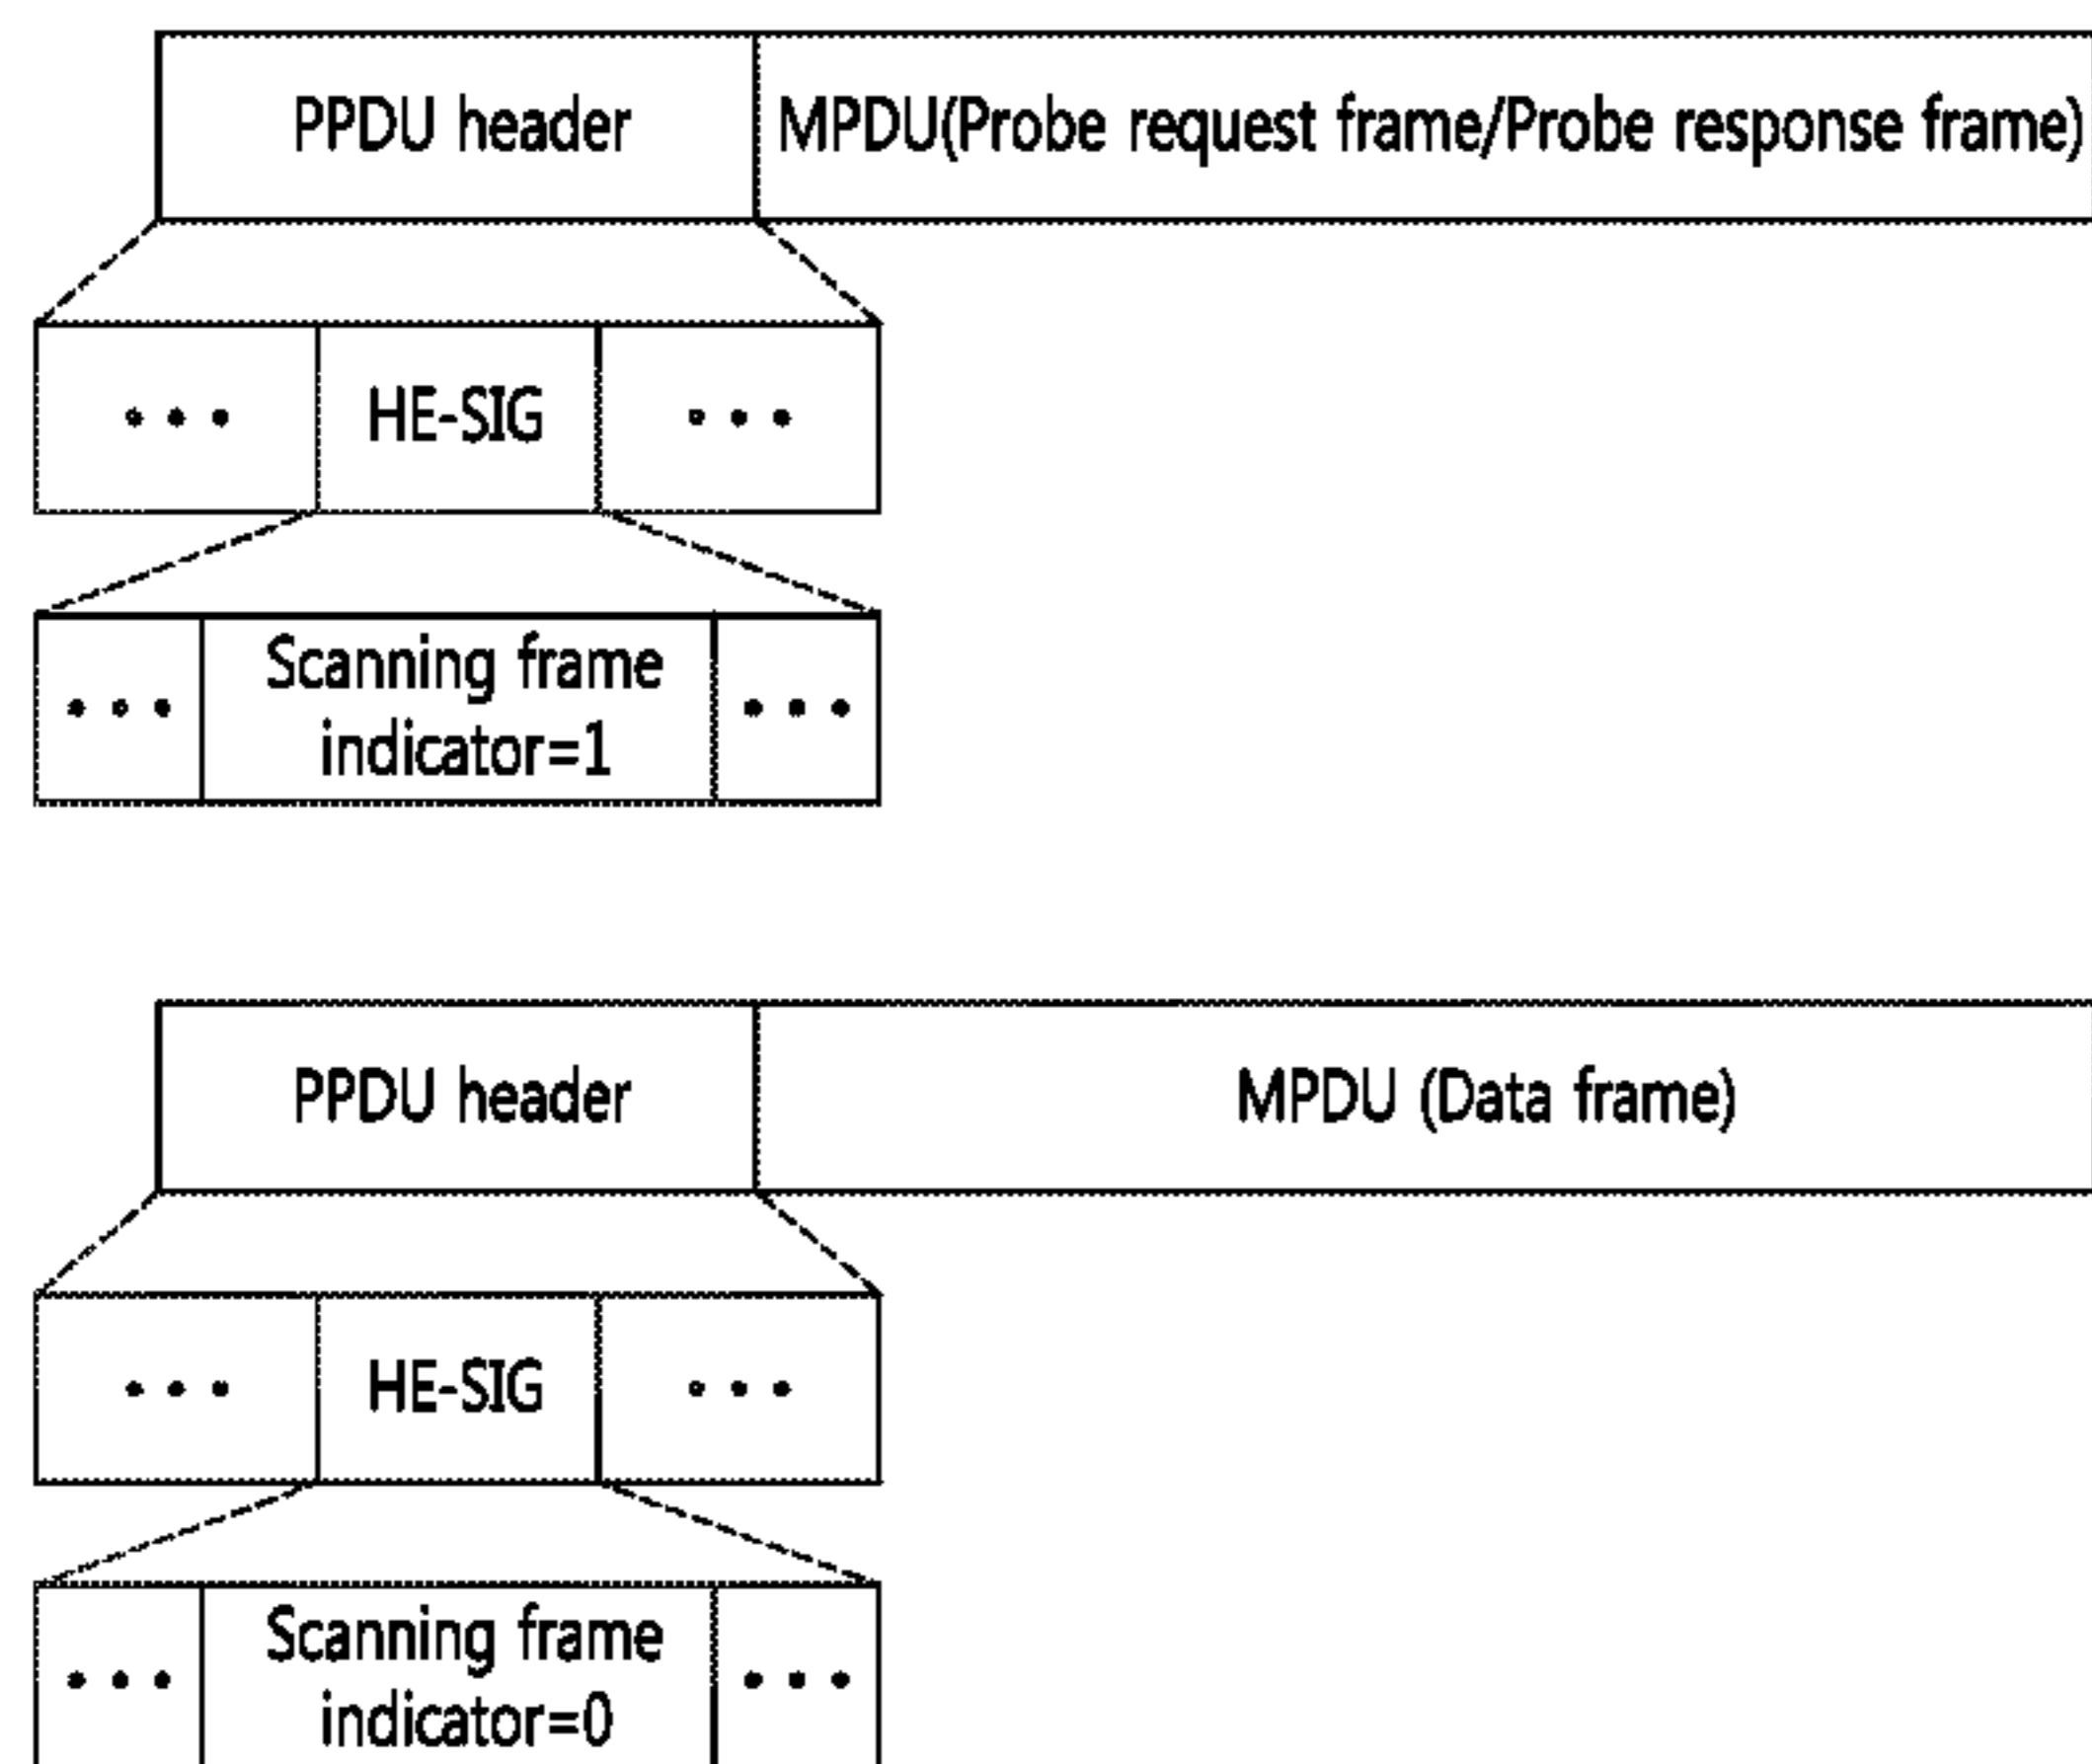 PPDU header
MPDU(Probe request frame/Probe response frame)
• • •
HE-SIG
• • •
• • •
Scanning frame
indicator=1
• • •
PPDU header
MPDU (Data frame)
• • •
HE-SIG
• • •
• • •
Scanning frame
indicator=0
• • •